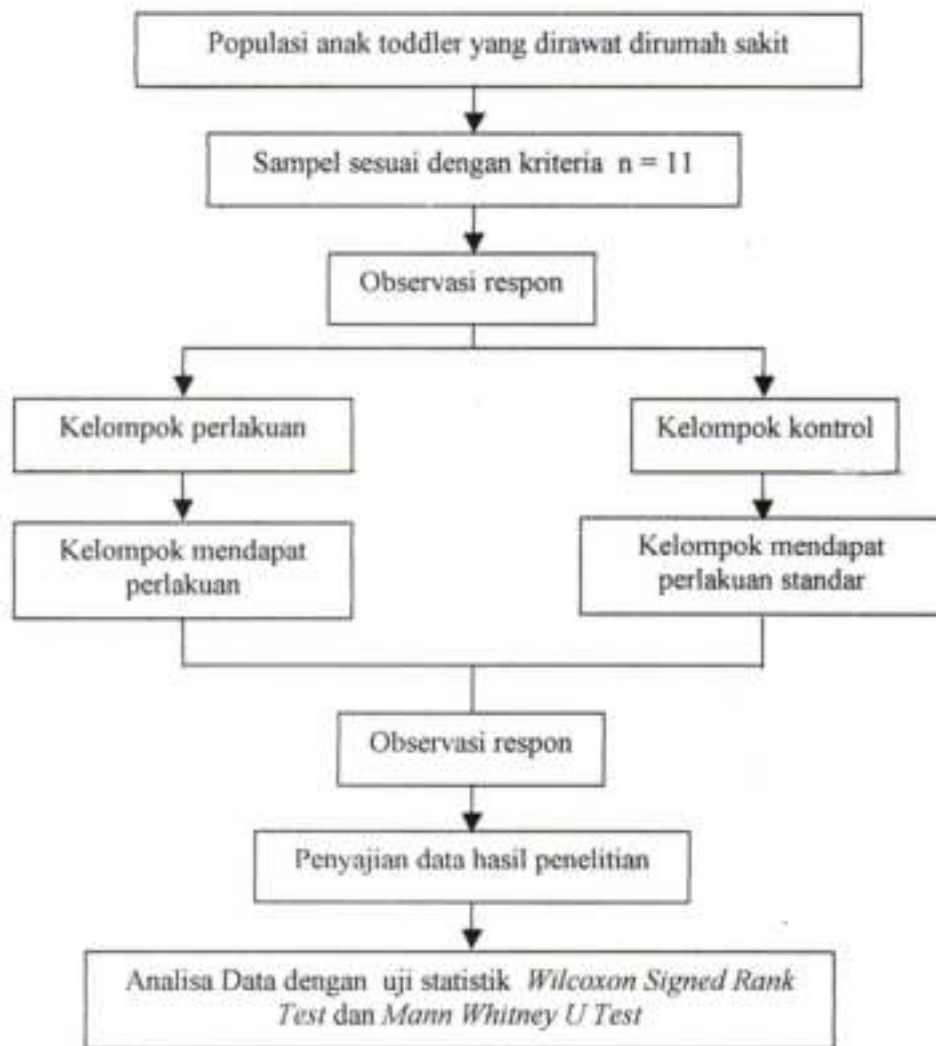 Populasi anak toddler yang dirawat dirumah sakit
Sampel sesuai dengan kriteria n = 11
Observasi respon
Kelompok perlakuan
Kelompok kontrol
Kelompok mendapat
perlakuan
Kelompok mendapat
perlakuan standar
Observasi respon
Penyajian data hasil penelitian
Analisa Data dengan uji statistik Wilcoxon Signed Rank
Test dan Mann Whitney U Test